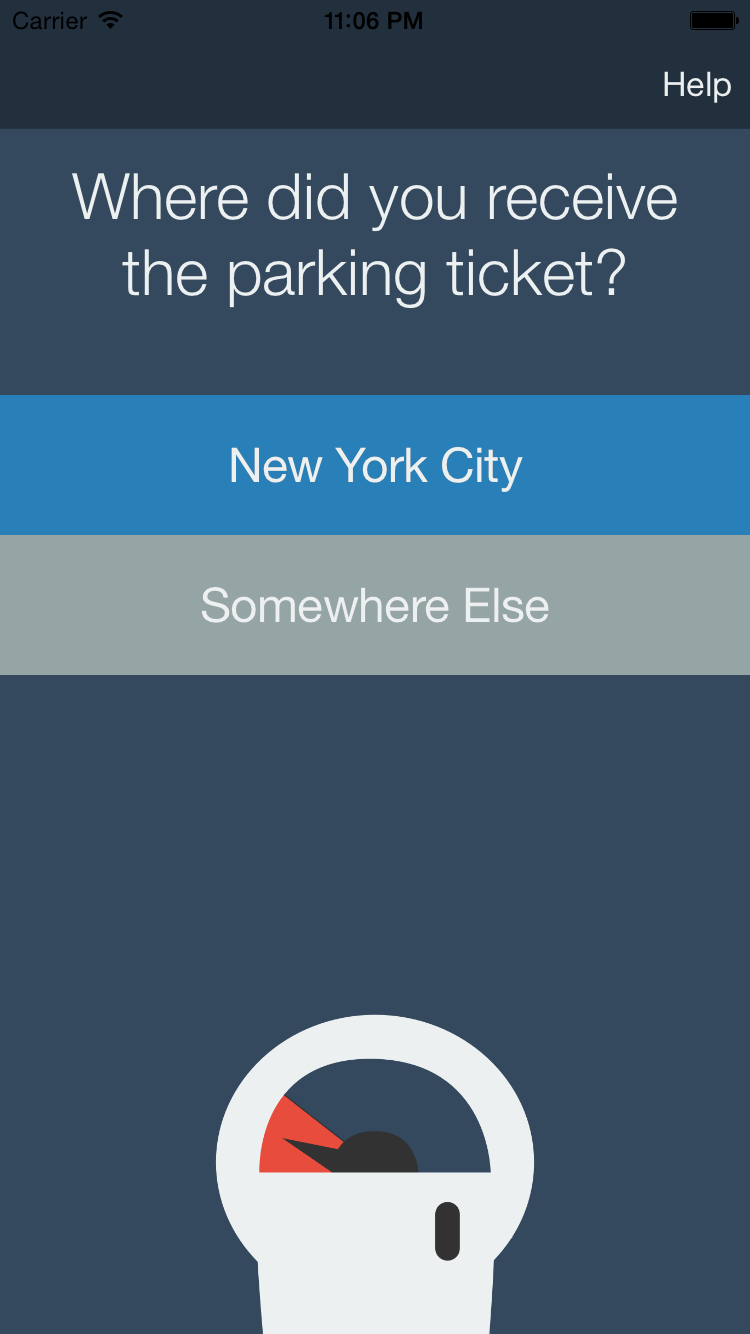 Carrier 11:06 PM
Help
Where did you receive
the parking ticket?
New York City
Somewhere Else